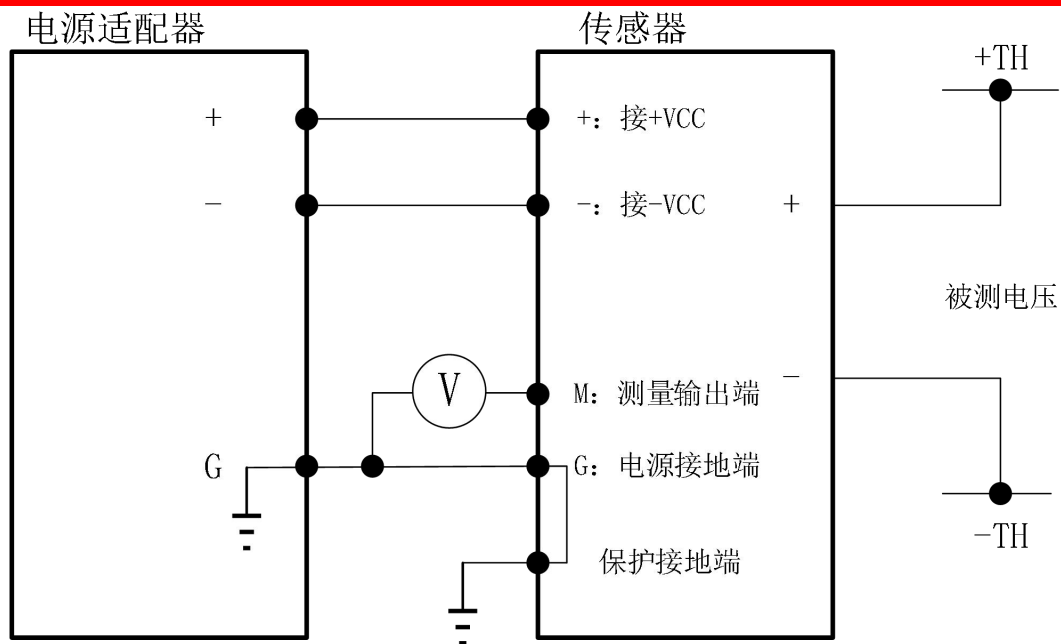 电源适配器
传感器
+TH
+
+: 接+VCC
−
-: 接-VCC
+
被测电压
V
M: 测量输出端
−
G
G: 电源接地端
-TH
保护接地端